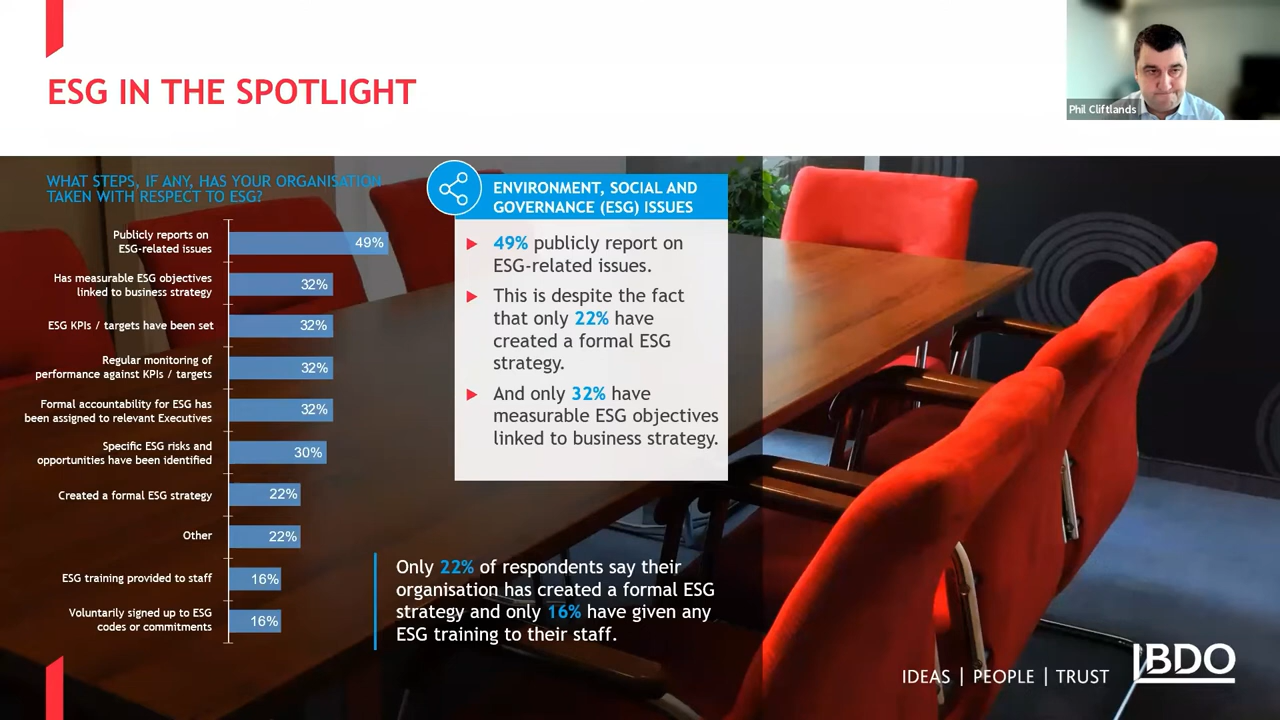 ESG IN THE SPOTLIGHT
Phil Cliftlands
WHAT STEPS, IF ANY, HAS YOUR ORGANISATION
TAKEN WITH RESPECT TO ESG?
Publicly reports on
ESG-related issues
49%
Has measurable ESG objectives
linked to business strategy
32%
ESG KPIs / targets have been set
32%
Regular monitoring of
performance against KPIs / targets
32%
Formal accountability for ESG has
been assigned to relevant Executives
32%
Specific ESG risks and
opportunities have been identified
30%
Created a formal ESG strategy
22%
Other
22%
ESG training provided to staff
16%
Voluntarily signed up to ESG
codes or commitments
16%
ENVIRONMENT, SOCIAL AND
GOVERNANCE (ESG) ISSUES
49% publicly report on
ESG-related issues.
This is despite the fact
that only 22% have
created a formal ESG
strategy.
And only 32% have
measurable ESG objectives
linked to business strategy.
Only 22% of respondents say their
organisation has created a formal ESG
strategy and only 16% have given any
ESG training to their staff.
IDEAS | PEOPLE | TRUST
BDO